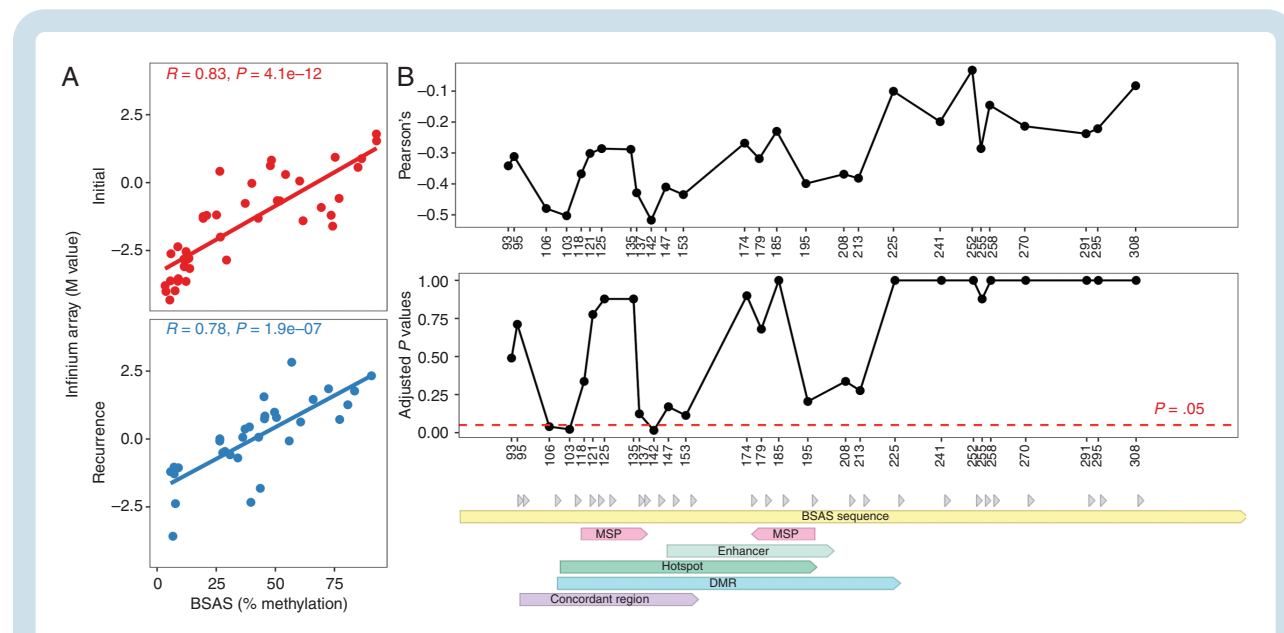 A
R = 0.83, P = 4.1e–12
2.5
0.0
−2.5
Initial
R = 0.78, P = 1.9e–07
2.5
0.0
−2.5
Recurrence
Infinium array (M value)
0 25 50 75
BSAS (% methylation)
B
Pearson's
−0.1
−0.2
−0.3
−0.4
−0.5
93 95 106 103 118 121 125 135 137 142 147 153 174 179 185 195 208 213 225 241 252 255 258 270 291 295 308
Adjusted P values
1.00
0.75
0.50
0.25
0.00
P = .05
93 95 106 103 118 121 125 135 137 142 147 153 174 179 185 195 208 213 225 241 252 255 258 270 291 295 308
BSAS sequence
MSP MSP
Enhancer
Hotspot
DMR
Concordant region